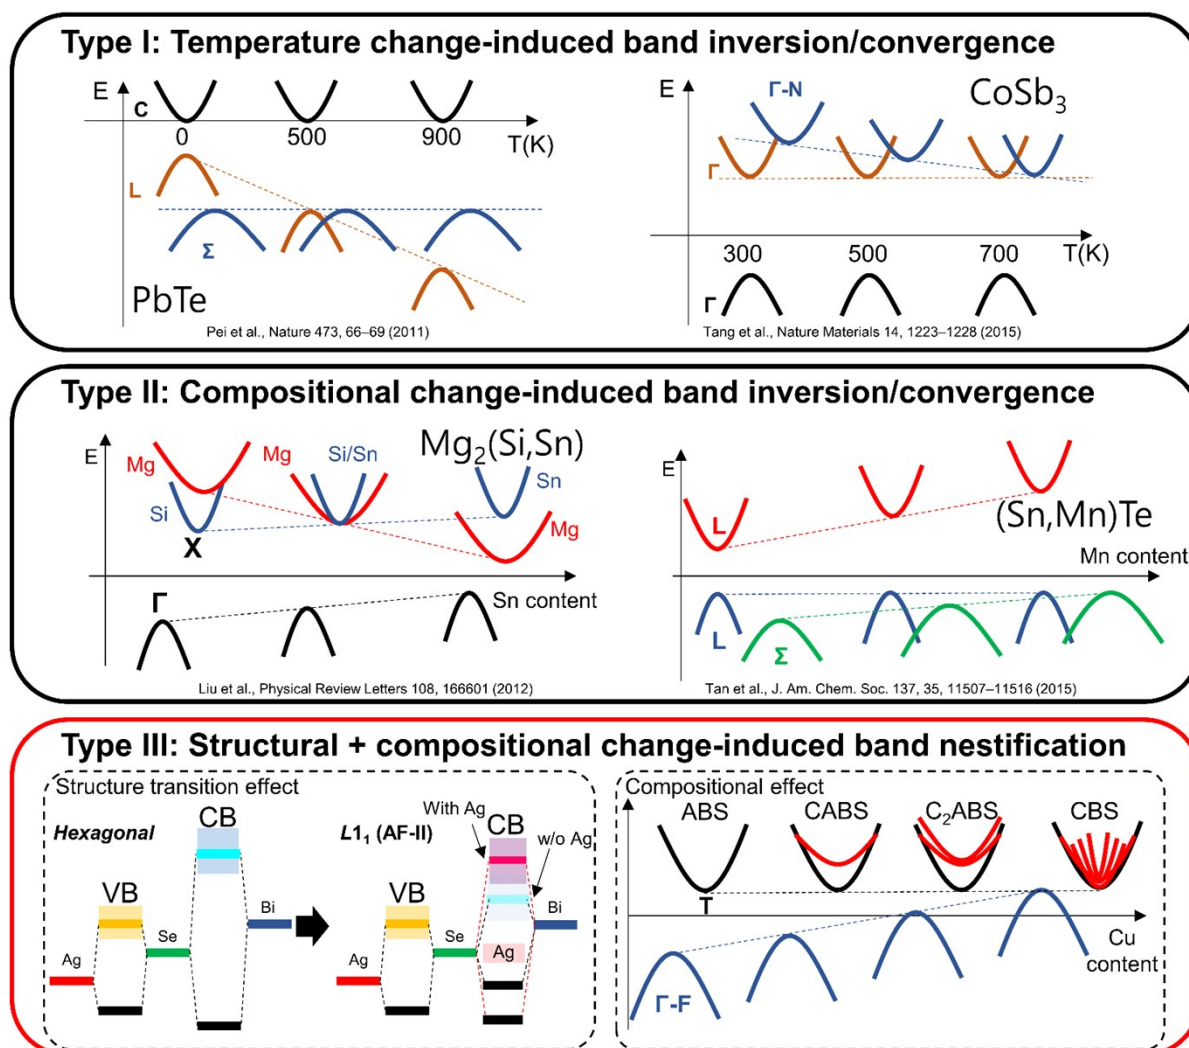 Type I: Temperature change-induced band inversion/convergence
E
C
0
500
900
T(K)
L
Σ
PbTe
Pei et al., Nature 473, 66–69 (2011)
E
Γ-N
CoSb₃
Γ
300
500
700
T(K)
Γ
Tang et al., Nature Materials 14, 1223–1228 (2015)
Type II: Compositional change-induced band inversion/convergence
E
Mg
Mg
Si/Sn
Mg₂(Si,Sn)
Sn
Si
Mg
X
Γ
Sn content
Liu et al., Physical Review Letters 108, 166601 (2012)
E
L
(Sn,Mn)Te
Mn content
L
Σ
Tan et al., J. Am. Chem. Soc. 137, 35, 11507–11516 (2015)
Type III: Structural + compositional change-induced band nestification
Structure transition effect
Hexagonal
CB
VB
Se
Bi
Ag
L1₁ (AF-II)
With Ag
CB
w/o Ag
VB
Bi
Se
Ag
Ag
Compositional effect
ABS
CABS
C₂ABS
CBS
T
Cu
content
Γ-F